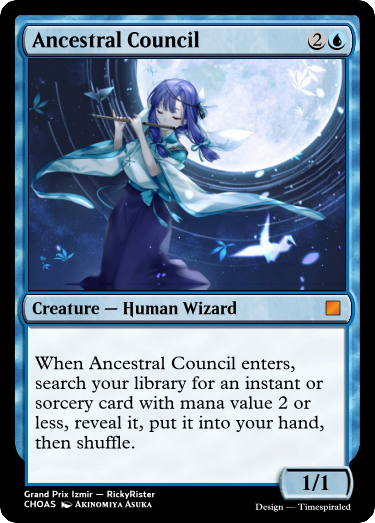 Ancestral Council 2
Creature — Human Wizard
When Ancestral Council enters,
search your library for an instant or
sorcery card with mana value 2 or
less, reveal it, put it into your hand,
then shuffle.
1/1
Grand Prix Izmir — RickyRister
CHOAS Akinomiya Asuka
Design — Timespiraled